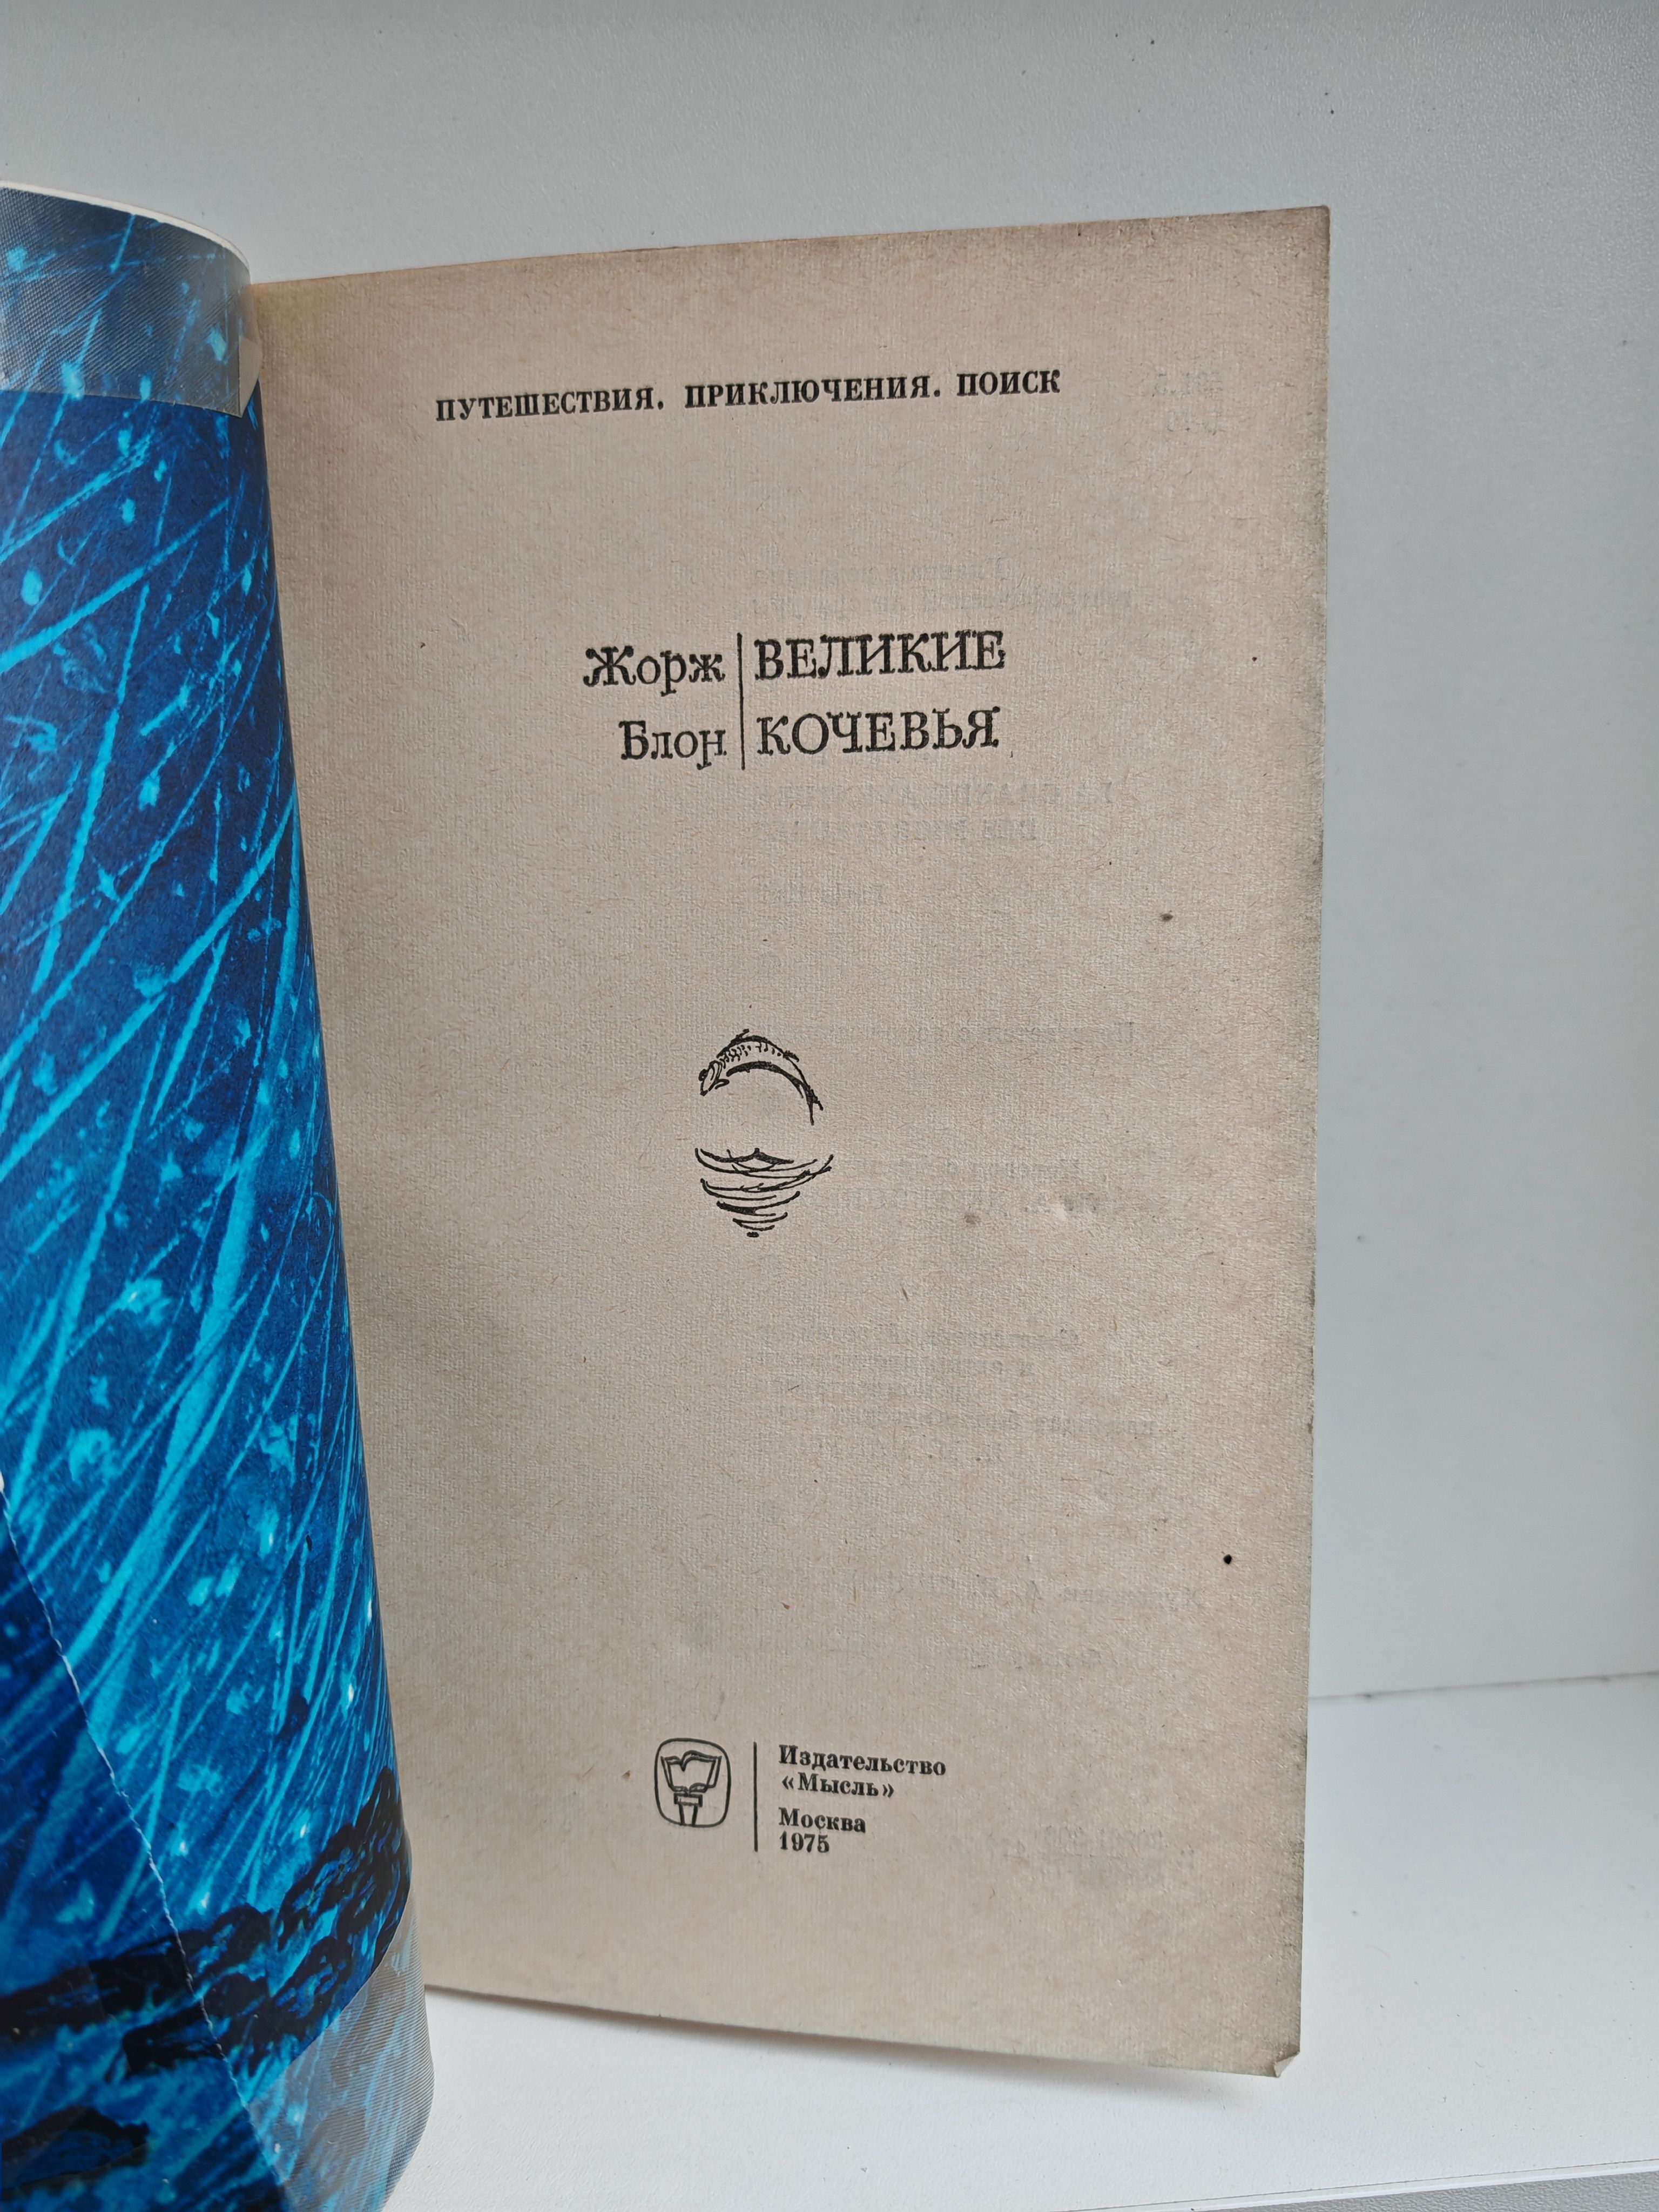 ПУТЕШЕСТВИЯ. ПРИКЛЮЧЕНИЯ. ПОИСК
Жорж
Блон
ВЕЛИКИЕ
КОЧЕВЬЯ
Издательство
«Мысль»
Москва
1975